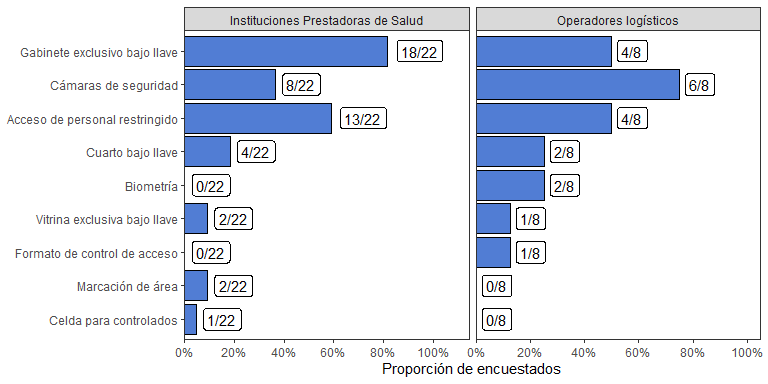 Instituciones Prestadoras de Salud
Operadores logísticos
Gabinete exclusivo bajo llave
18/22
4/8
Cámaras de seguridad
8/22
6/8
Acceso de personal restringido
13/22
4/8
Cuarto bajo llave
4/22
2/8
Biometría
0/22
2/8
Vitrina exclusiva bajo llave
2/22
1/8
Formato de control de acceso
0/22
1/8
Marcación de área
2/22
0/8
Celda para controlados
1/22
0/8
0% 20% 40% 60% 80% 100%
0% 20% 40% 60% 80% 100%
Proporción de encuestados